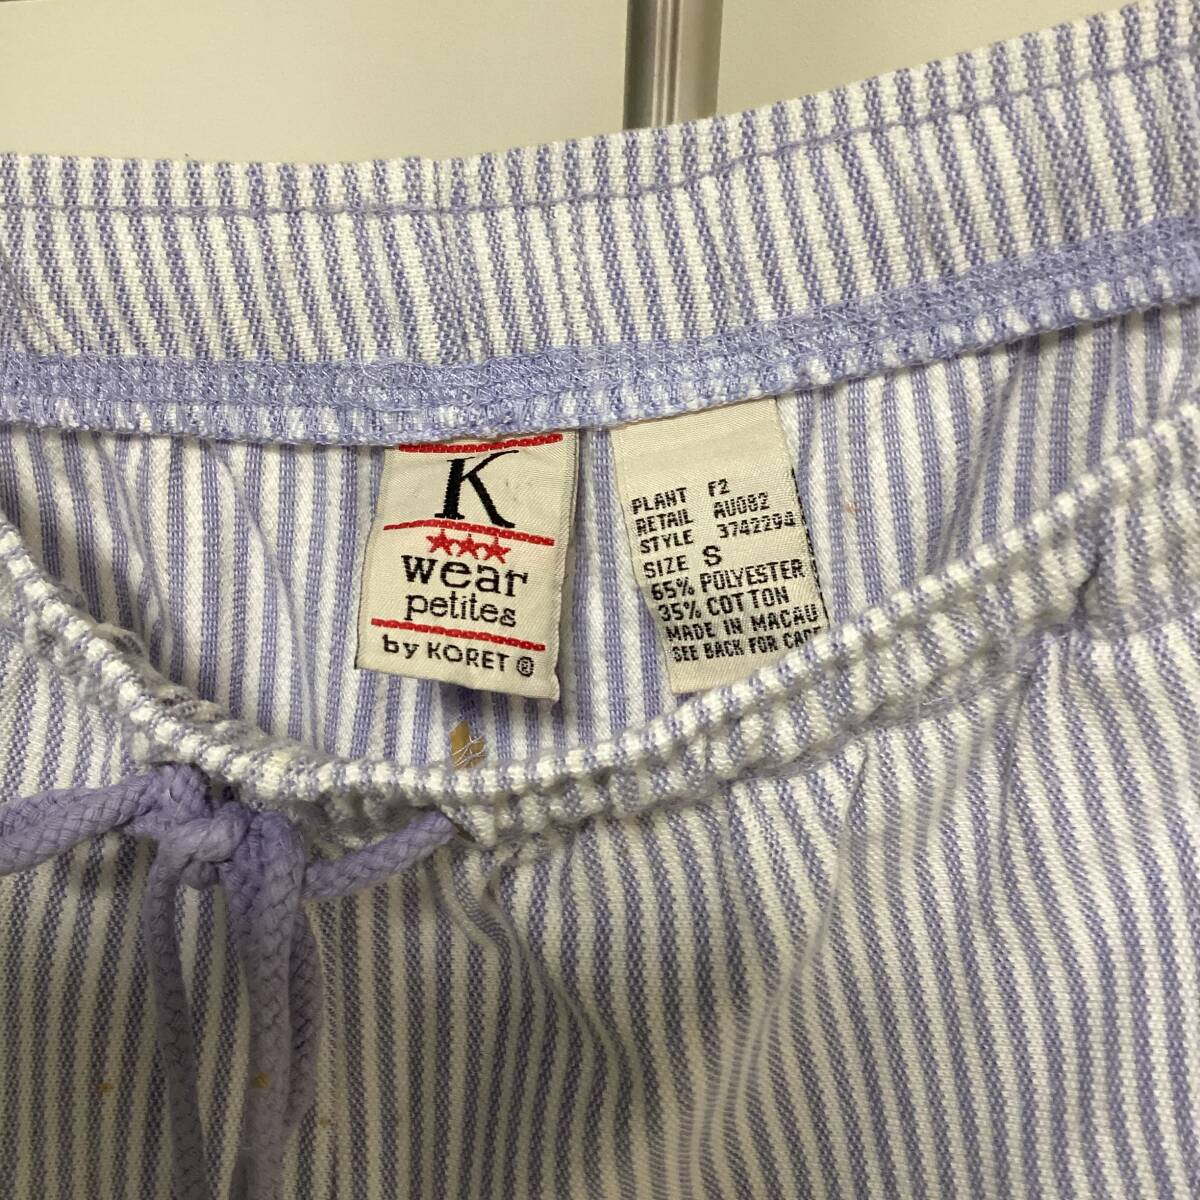 K
wear
petites
by KORET ®
PLANT F2
RETAIL AU082
STYLE 3742294
SIZE S
65% POLYESTER
35% COTTON
MADE IN MACAU
SEE BACK FOR CARE